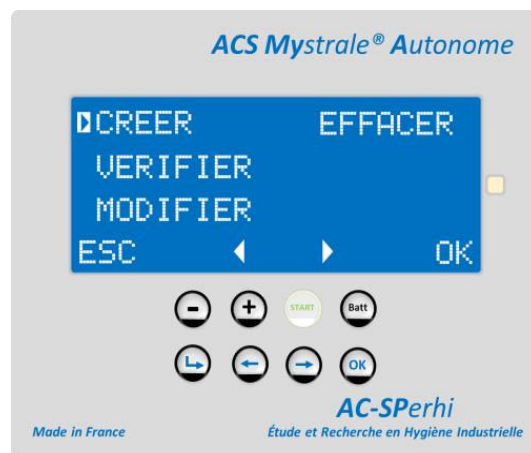 ACS Mystrale® Autonome
CREER EFFACER
VERIFIER
MODIFIER
ESC OK
- + START Batt
OK
AC-SPerhi
Made in France Étude et Recherche en Hygiène Industrielle